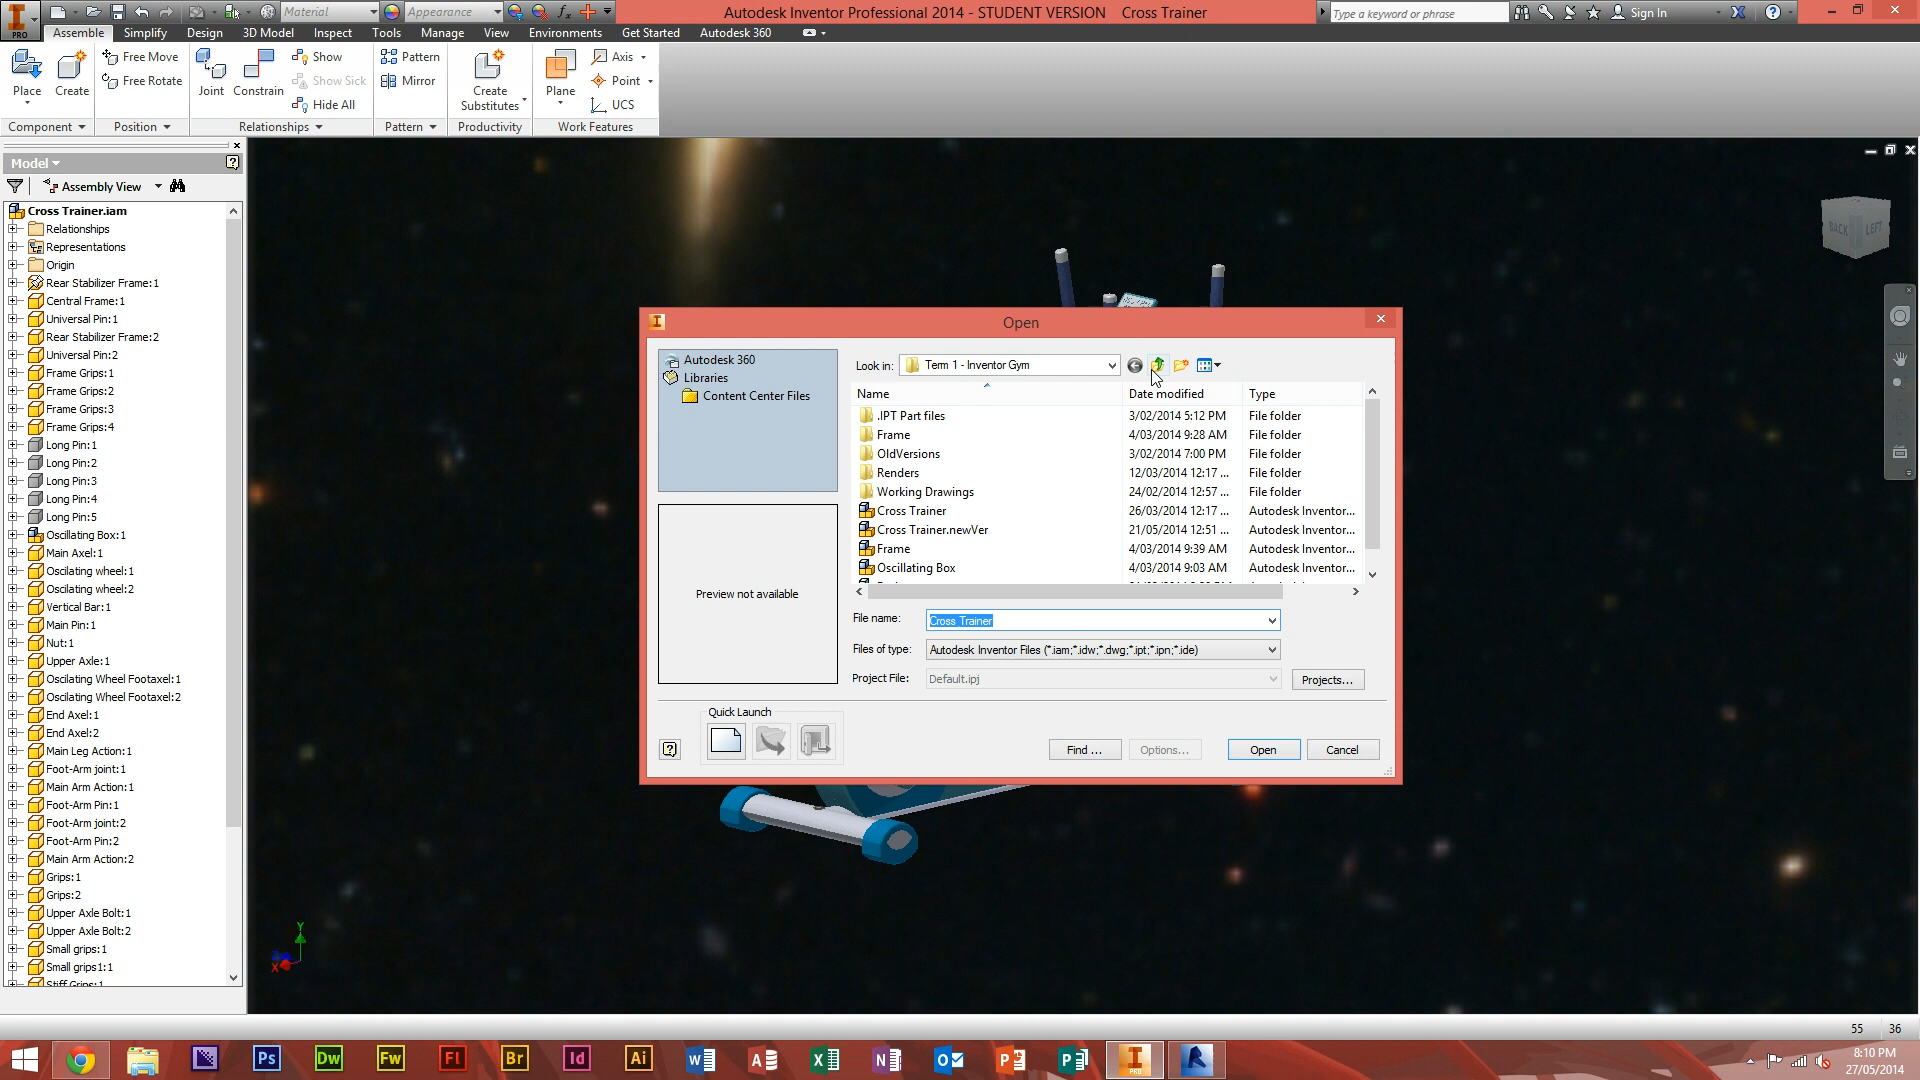 Material
Appearance
Autodesk Inventor Professional 2014 - STUDENT VERSION Cross Trainer
Type a keyword or phrase
Sign In
PRO
Assemble Simplify Design 3D Model Inspect Tools Manage View Environments Get Started Autodesk 360
Place
Create
Free Move
Free Rotate
Joint
Constrain
Show
Show Sick
Hide All
Pattern
Mirror
Create Substitutes
Plane
Axis
Point
UCS
Component
Position
Relationships
Pattern
Productivity
Work Features
Model
Assembly View
Cross Trainer.iam
Relationships
Representations
Origin
Rear Stabilizer Frame:1
Central Frame:1
Universal Pin:1
Rear Stabilizer Frame:2
Universal Pin:2
Frame Grips:1
Frame Grips:2
Frame Grips:3
Frame Grips:4
Long Pin:1
Long Pin:2
Long Pin:3
Long Pin:4
Long Pin:5
Oscillating Box:1
Main Axel:1
Oscilating wheel:1
Oscilating wheel:2
Vertical Bar:1
Main Pin:1
Nut:1
Upper Axle:1
Oscilating Wheel Footaxel:1
Oscilating Wheel Footaxel:2
End Axel:1
End Axel:2
Main Leg Action:1
Foot-Arm joint:1
Main Arm Action:1
Foot-Arm Pin:1
Foot-Arm joint:2
Foot-Arm Pin:2
Main Arm Action:2
Grips:1
Grips:2
Upper Axle Bolt:1
Upper Axle Bolt:2
Small grips:1
Small grips1:1
Stiff Grips:1
BACK LEFT
Open
Autodesk 360
Libraries
Content Center Files
Look in: Term 1 - Inventor Gym
Name Date modified Type
.IPT Part files 3/02/2014 5:12 PM File folder
Frame 4/03/2014 9:28 AM File folder
OldVersions 3/02/2014 7:00 PM File folder
Renders 12/03/2014 12:17 ... File folder
Working Drawings 24/02/2014 12:57 ... File folder
Cross Trainer 26/03/2014 12:17 ... Autodesk Inventor...
Cross Trainer.newVer 21/05/2014 12:51 ... Autodesk Inventor...
Frame 4/03/2014 9:39 AM Autodesk Inventor...
Oscillating Box 4/03/2014 9:03 AM Autodesk Inventor...
Preview not available
File name: Cross Trainer
Files of type: Autodesk Inventor Files (*.iam;*.idw;*.dwg;*.ipt;*.ipn;*.ide)
Project File: Default.ipj
Projects...
Quick Launch
Find ...
Options...
Open
Cancel
Y
X
55 36
Ps Dw Fw Fl Br Id Ai
PRO
8:10 PM
27/05/2014